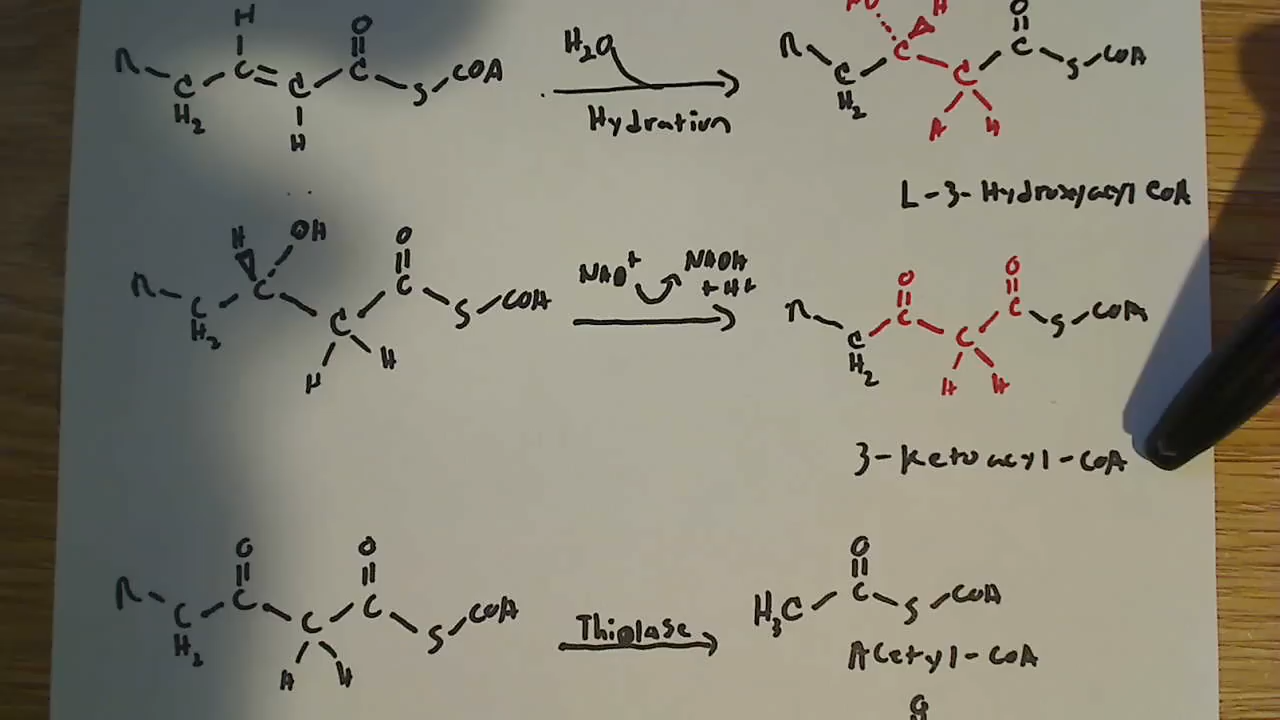 H O HO H O
R C C C C S COA H2O R C C C C S COA
H2 H Hydration H2 H H
L-3-Hydroxyacyl CoA
H OH O NAD+ NADH + H+ O O
R C C C C S COA R C C C C S COA
H2 H H H2 H H
3-Ketoacyl-CoA
O O O
R C C C C S COA Thiolase H3C C S COA
H2 H H Acetyl-CoA